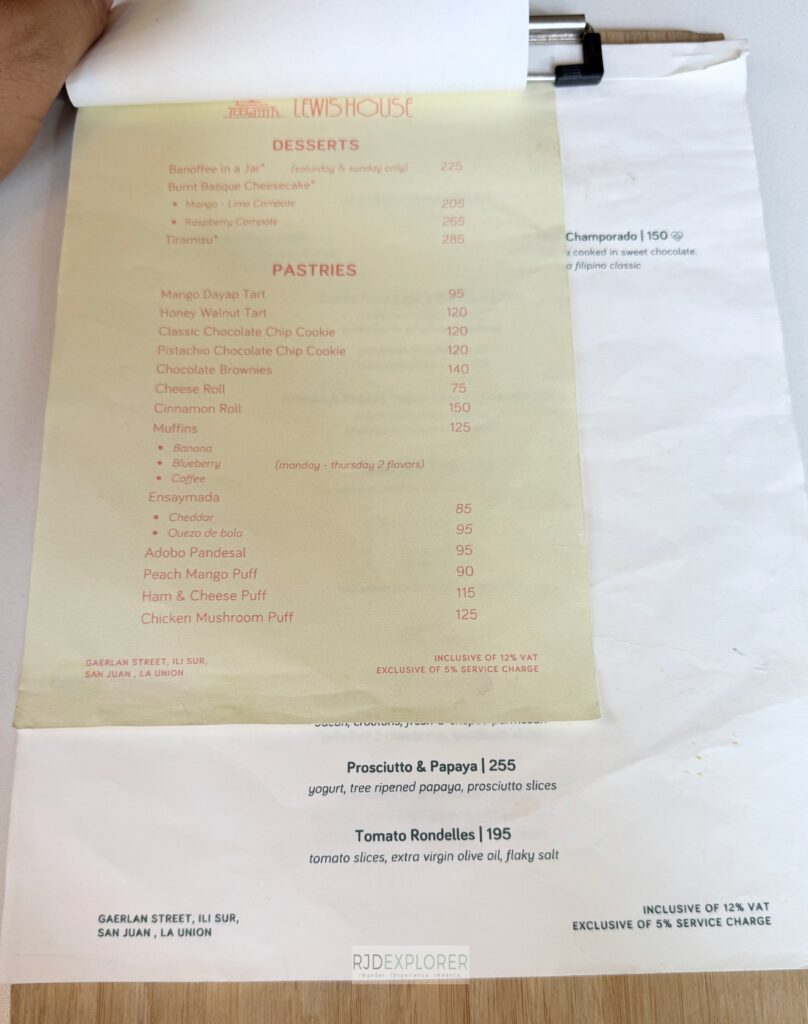 LEWIS HOUSE
DESSERTS
Banoffee in a Jar* (saturday & sunday only) 225
Burnt Basque Cheesecake*
• Mango - Lime Compote 205
• Raspberry Compote 265
Tiramisu* 285
PASTRIES
Mango Dayap Tart 95
Honey Walnut Tart 120
Classic Chocolate Chip Cookie 120
Pistachio Chocolate Chip Cookie 120
Chocolate Brownies 140
Cheese Roll 75
Cinnamon Roll 150
Muffins 125
• Banana
• Blueberry (monday - thursday 2 flavors)
• Coffee
Ensaymada
• Cheddar 85
• Quezo de bola 95
Adobo Pandesal 95
Peach Mango Puff 90
Ham & Cheese Puff 115
Chicken Mushroom Puff 125
GAERLAN STREET, ILI SUR,
SAN JUAN , LA UNION
INCLUSIVE OF 12% VAT
EXCLUSIVE OF 5% SERVICE CHARGE
Champorado | 150
cooked in sweet chocolate.
a filipino classic
Prosciutto & Papaya | 255
yogurt, tree ripened papaya, prosciutto slices
Tomato Rondelles | 195
tomato slices, extra virgin olive oil, flaky salt
GAERLAN STREET, ILI SUR,
SAN JUAN , LA UNION
INCLUSIVE OF 12% VAT
EXCLUSIVE OF 5% SERVICE CHARGE
RJDEXPLORER